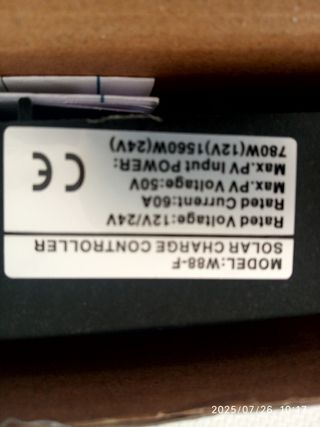 MODEL:W88-F
SOLAR CHARGE CONTROLLER
Rated Voltage:12V/24V
Rated Current:60A
Max.PV Voltage:50V
Max.PV Input POWER:
780W(12V)1560W(24V)
CE
2025/07/26 10:17